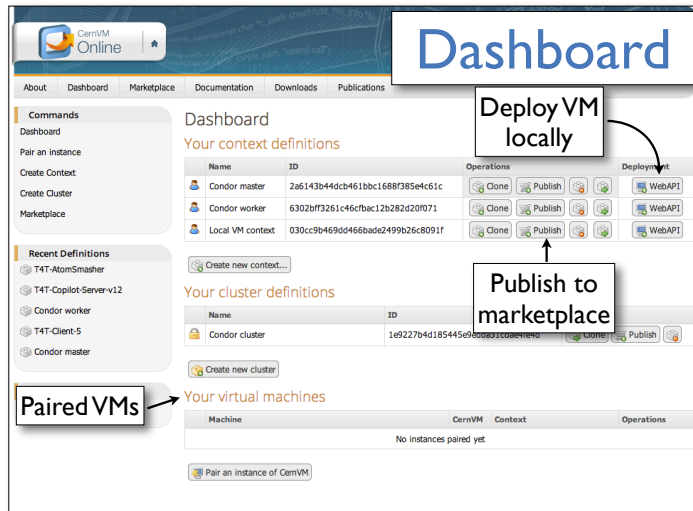 CernVM
Online
Dashboard
About Dashboard Marketplace Documentation Downloads Publications
Commands
Dashboard
Pair an instance
Create Context
Create Cluster
Marketplace
Recent Definitions
T4T-AtomSmasher
T4T-Copilot-Server-v12
Condor worker
T4T-Client-5
Condor master
Dashboard
Deploy VM
locally
Your context definitions
Name ID Operations Deployment
Condor master 2a6143b44dcb461bbc1688f385e4c61c Clone Publish WebAPI
Condor worker 6302bff3261c46cfbac12b282d20f071 Clone Publish WebAPI
Local VM context 030cc9b469dd466bade2499b26c8091f Clone Publish WebAPI
Create new context...
Publish to
marketplace
Your cluster definitions
Name ID
Condor cluster Clone Publish
Create new cluster
Paired VMs
Your virtual machines
Machine CernVM Context Operations
No instances paired yet
Pair an instance of CernVM